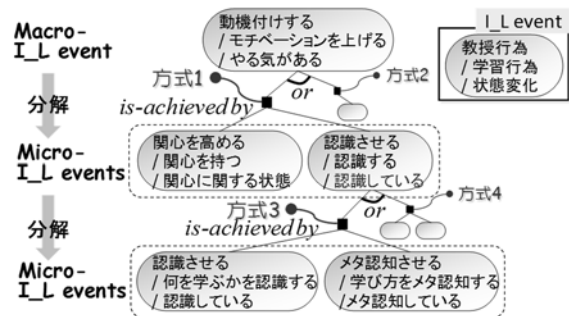 I_L event
教授行為
/ 学習行為
/ 状態変化
Macro-
I_L event
動機付けする
/ モチベーションを上げる
/ やる気がある
方式1
方式2
or
is-achieved by
分解
Micro-
I_L events
関心を高める
/ 関心を持つ
/ 関心に関する状態
認識させる
/ 認識する
/ 認識している
方式3
方式4
or
is-achieved by
分解
Micro-
I_L events
認識させる
/ 何を学ぶかを認識する
/ 認識している
メタ認知させる
/ 学び方をメタ認知する
/メタ認知している